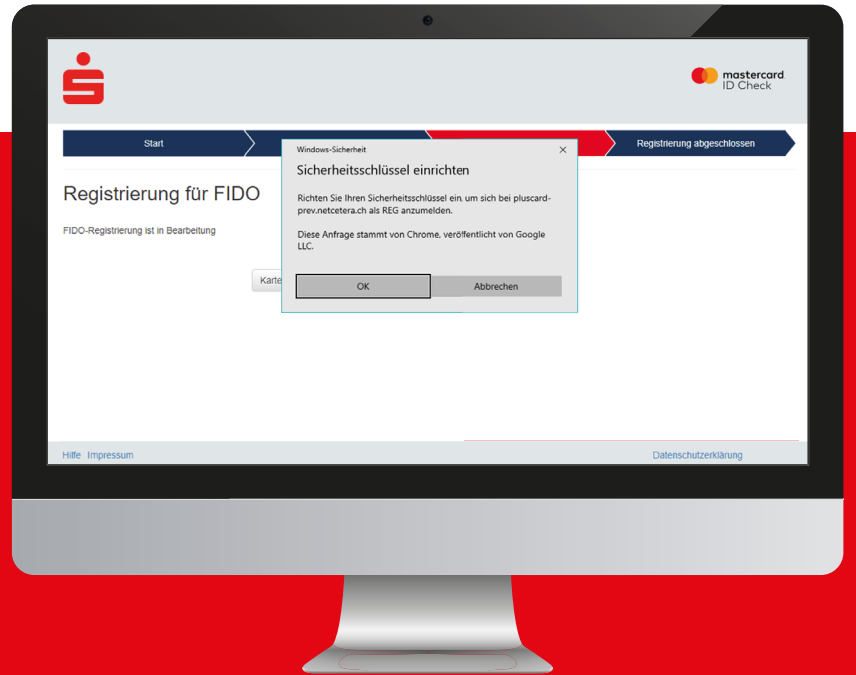 mastercard.
ID Check
Start
Registrierung abgeschlossen
Windows-Sicherheit
Sicherheitsschlüssel einrichten
Richten Sie Ihren Sicherheitsschlüssel ein, um sich bei pluscard-
prev.netcetera.ch als REG anzumelden.
Diese Anfrage stammt von Chrome, veröffentlicht von Google
LLC.
OK
Abbrechen
Registrierung für FIDO
FIDO-Registrierung ist in Bearbeitung
Karte
Hilfe Impressum
Datenschutzerklärung